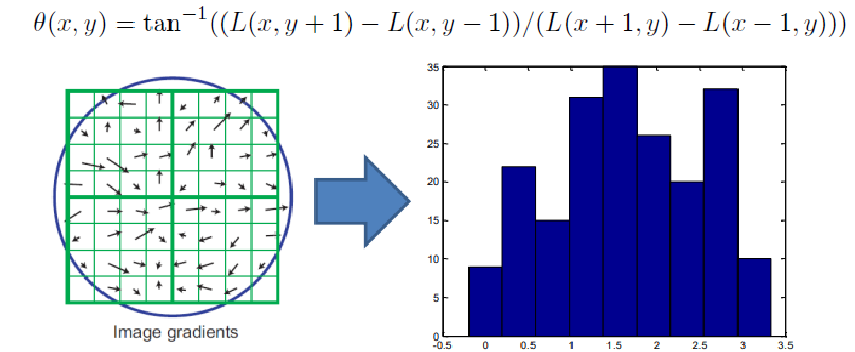 θ(x, y) = tan⁻¹((L(x, y + 1) − L(x, y − 1))/(L(x + 1, y) − L(x − 1, y)))
35
30
25
20
15
10
5
0
-0.5 0 0.5 1 1.5 2 2.5 3 3.5
Image gradients